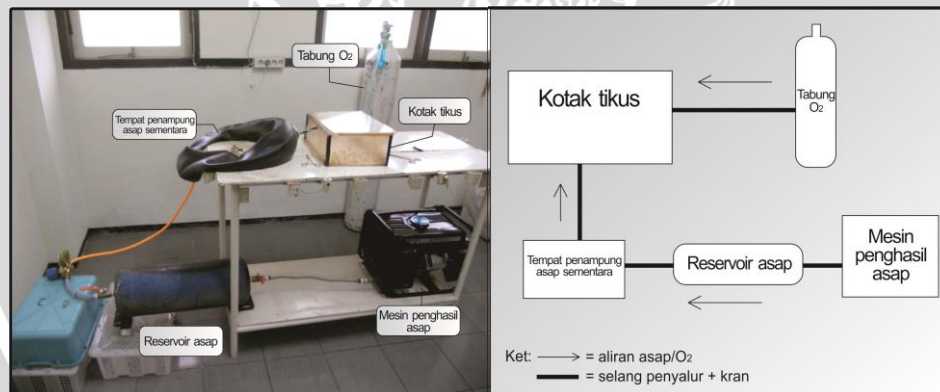 Tabung O2
Kotak tikus
Tempat penampung
asap sementara
Mesin penghasil
asap
Reservoir asap
Kotak tikus
Tabung
O2
Tempat penampung
asap sementara
Reservoir asap
Mesin
penghasil
asap
Ket: = aliran asap/O2
= selang penyalur + kran